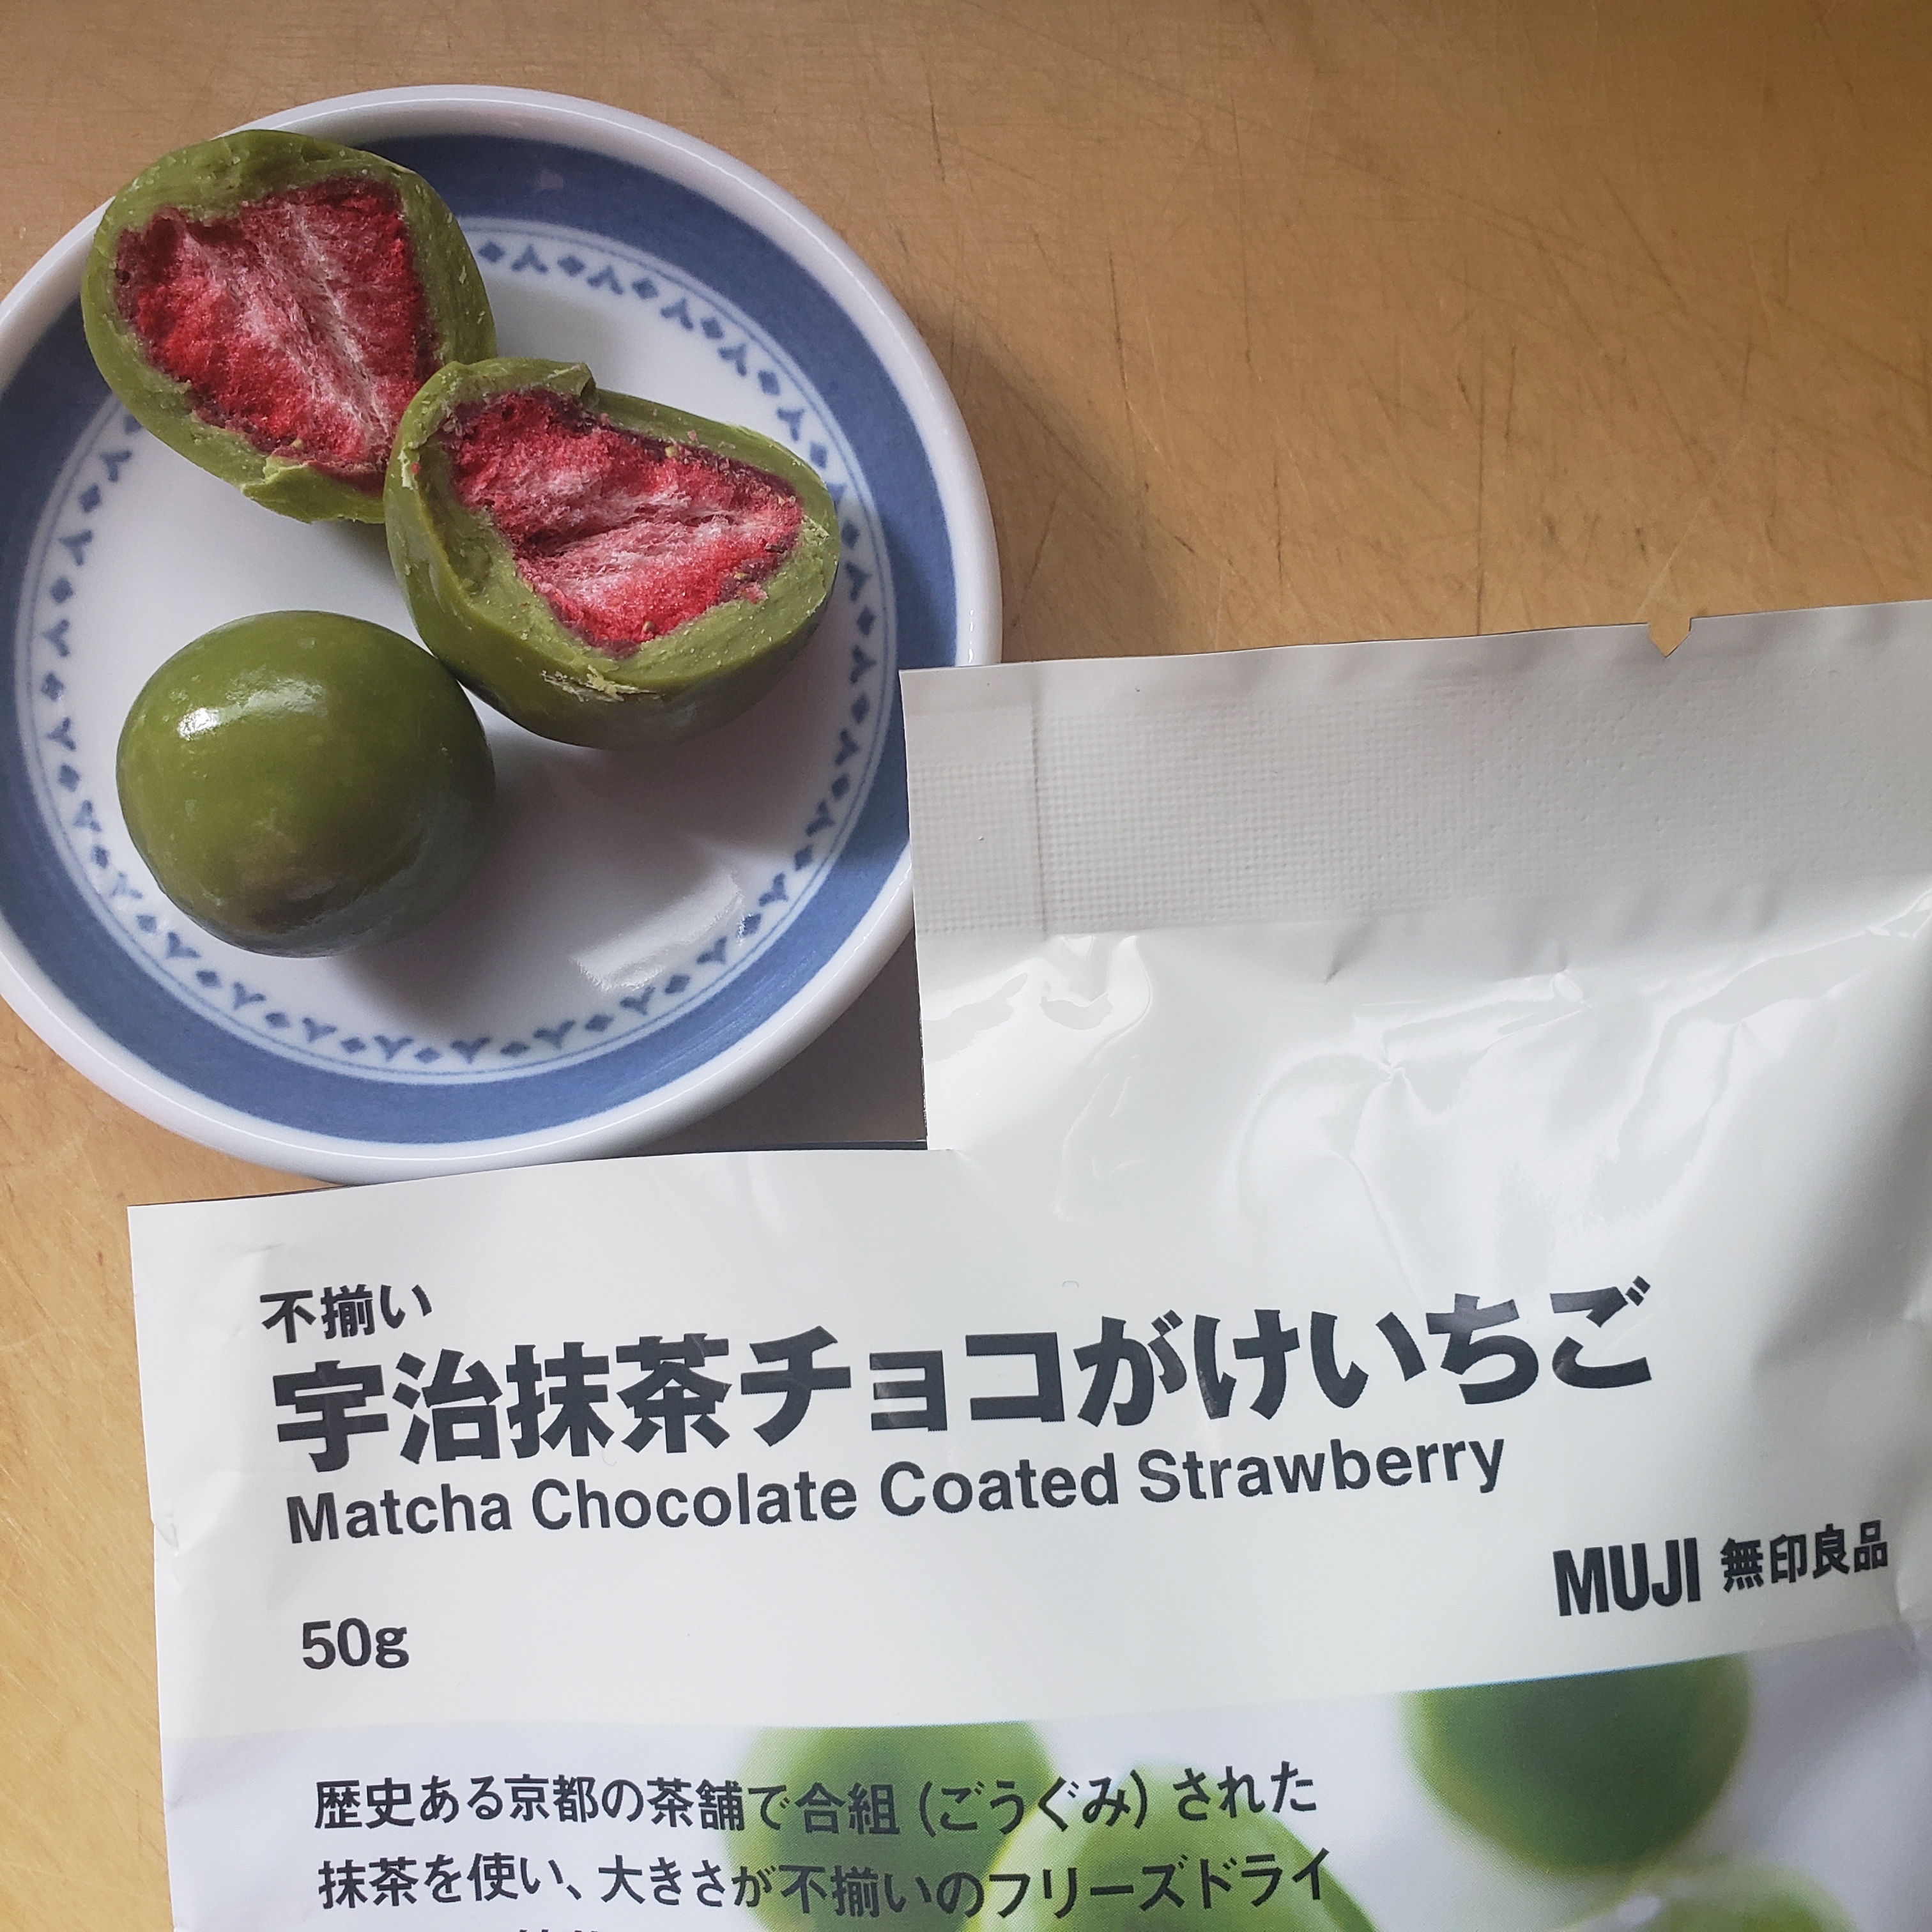 不揃い
宇治抹茶チョコがけいちご
Matcha Chocolate Coated Strawberry
MUJI 無印良品
50g
歴史ある京都の茶舗で合組(ごうぐみ)された
抹茶を使い、大きさが不揃いのフリーズドライ